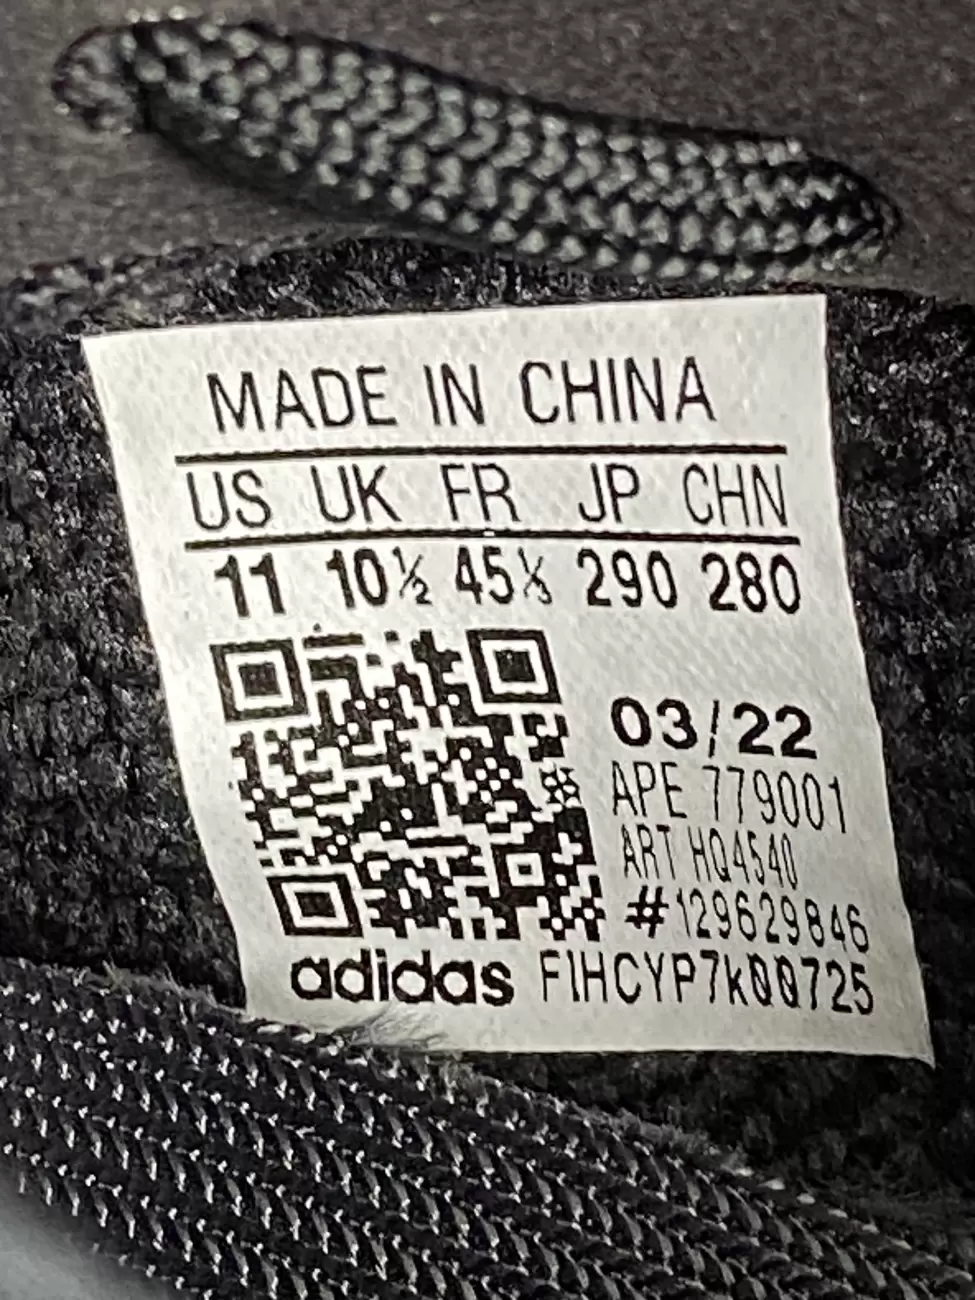 MADE IN CHINA
US UK FR JP CHN
11 10½ 45⅓ 290 280
03/22
APE 779001
ART HQ4540
#129629846
adidas F1HCYP7k00725